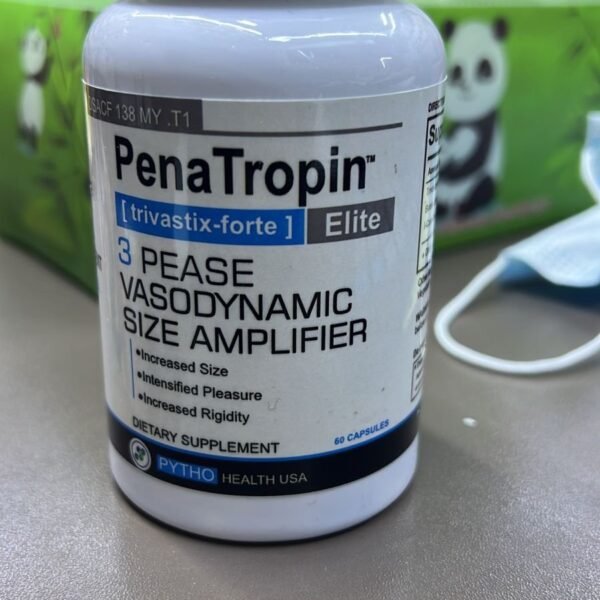 138 MY .T1
PenaTropin™
[ trivastix-forte ] Elite
3 PEASE
VASODYNAMIC
SIZE AMPLIFIER
•Increased Size
•Intensified Pleasure
•Increased Rigidity
DIETARY SUPPLEMENT
60 CAPSULES
PYTHO HEALTH USA